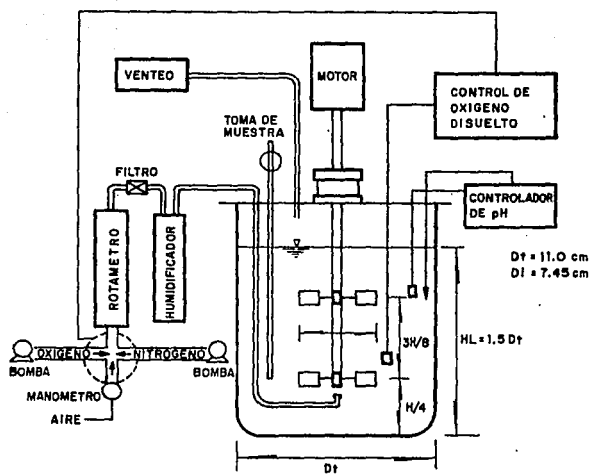 VENTEO
MOTOR
CONTROL DE
OXIGENO
DISUELTO
TOMA DE
MUESTRA
FILTRO
CONTROLADOR
DE pH
ROTAMETRO
HUMIDIFICADOR
Dt = 11.0 cm
Di = 7.45 cm
3H/8
HL = 1.5 Dt
OXIGENO
NITROGENO
BOMBA
BOMBA
MANOMETRO
H/4
AIRE
Dt